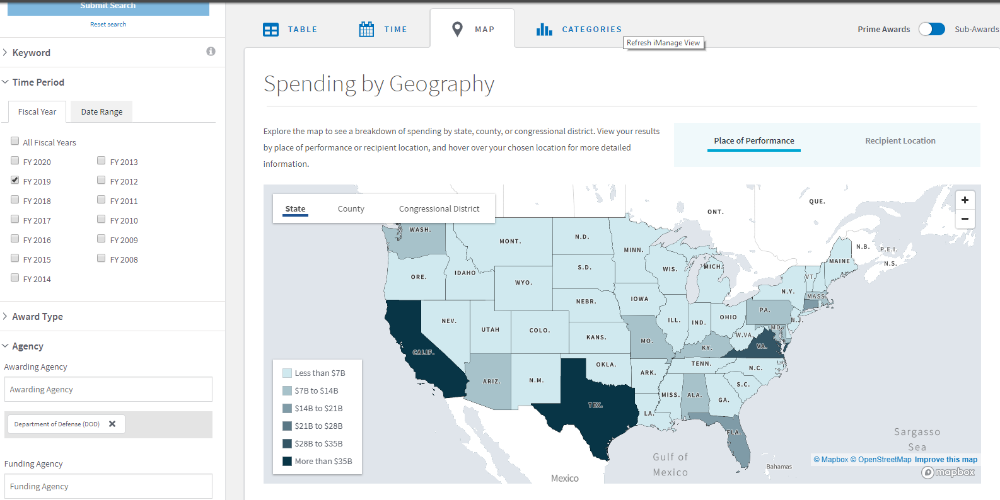 Submit Search
Reset search
Keyword
Time Period
Fiscal Year
Date Range
All Fiscal Years
FY 2020
FY 2013
FY 2019
FY 2012
FY 2018
FY 2011
FY 2017
FY 2010
FY 2016
FY 2009
FY 2015
FY 2008
FY 2014
Award Type
Agency
Awarding Agency
Awarding Agency
Department of Defense (DOD)
Funding Agency
Funding Agency
TABLE
TIME
MAP
CATEGORIES
Refresh iManage View
Prime Awards
Sub-Awards
Spending by Geography
Explore the map to see a breakdown of spending by state, county, or congressional district. View your results
by place of performance or recipient location, and hover over your chosen location for more detailed
information.
Place of Performance
Recipient Location
State
County
Congressional District
+
−
QUE.
ONT.
N.B.
P.E.I.
N.S.
WASH.
MONT.
N.D.
MINN.
MAINE
ORE.
IDAHO
S.D.
WIS.
MICH.
VT.
WYO.
N.Y.
MASS.
NEBR.
IOWA
PA.
NEV.
UTAH
COLO.
ILL.
IND.
OHIO
N.J.
MD.
KANS.
MO.
W.VA.
VA.
KY.
CALIF.
OKLA.
TENN.
N.C.
ARIZ.
N.M.
ARK.
S.C.
MISS.
ALA.
GA.
TEX.
LA.
FLA.
Less than $7B
$7B to $14B
$14B to $21B
$21B to $28B
$28B to $35B
More than $35B
Sargasso
Sea
Gulf of
Mexico
Mexico
Bahamas
© Mapbox © OpenStreetMap Improve this map
mapbox